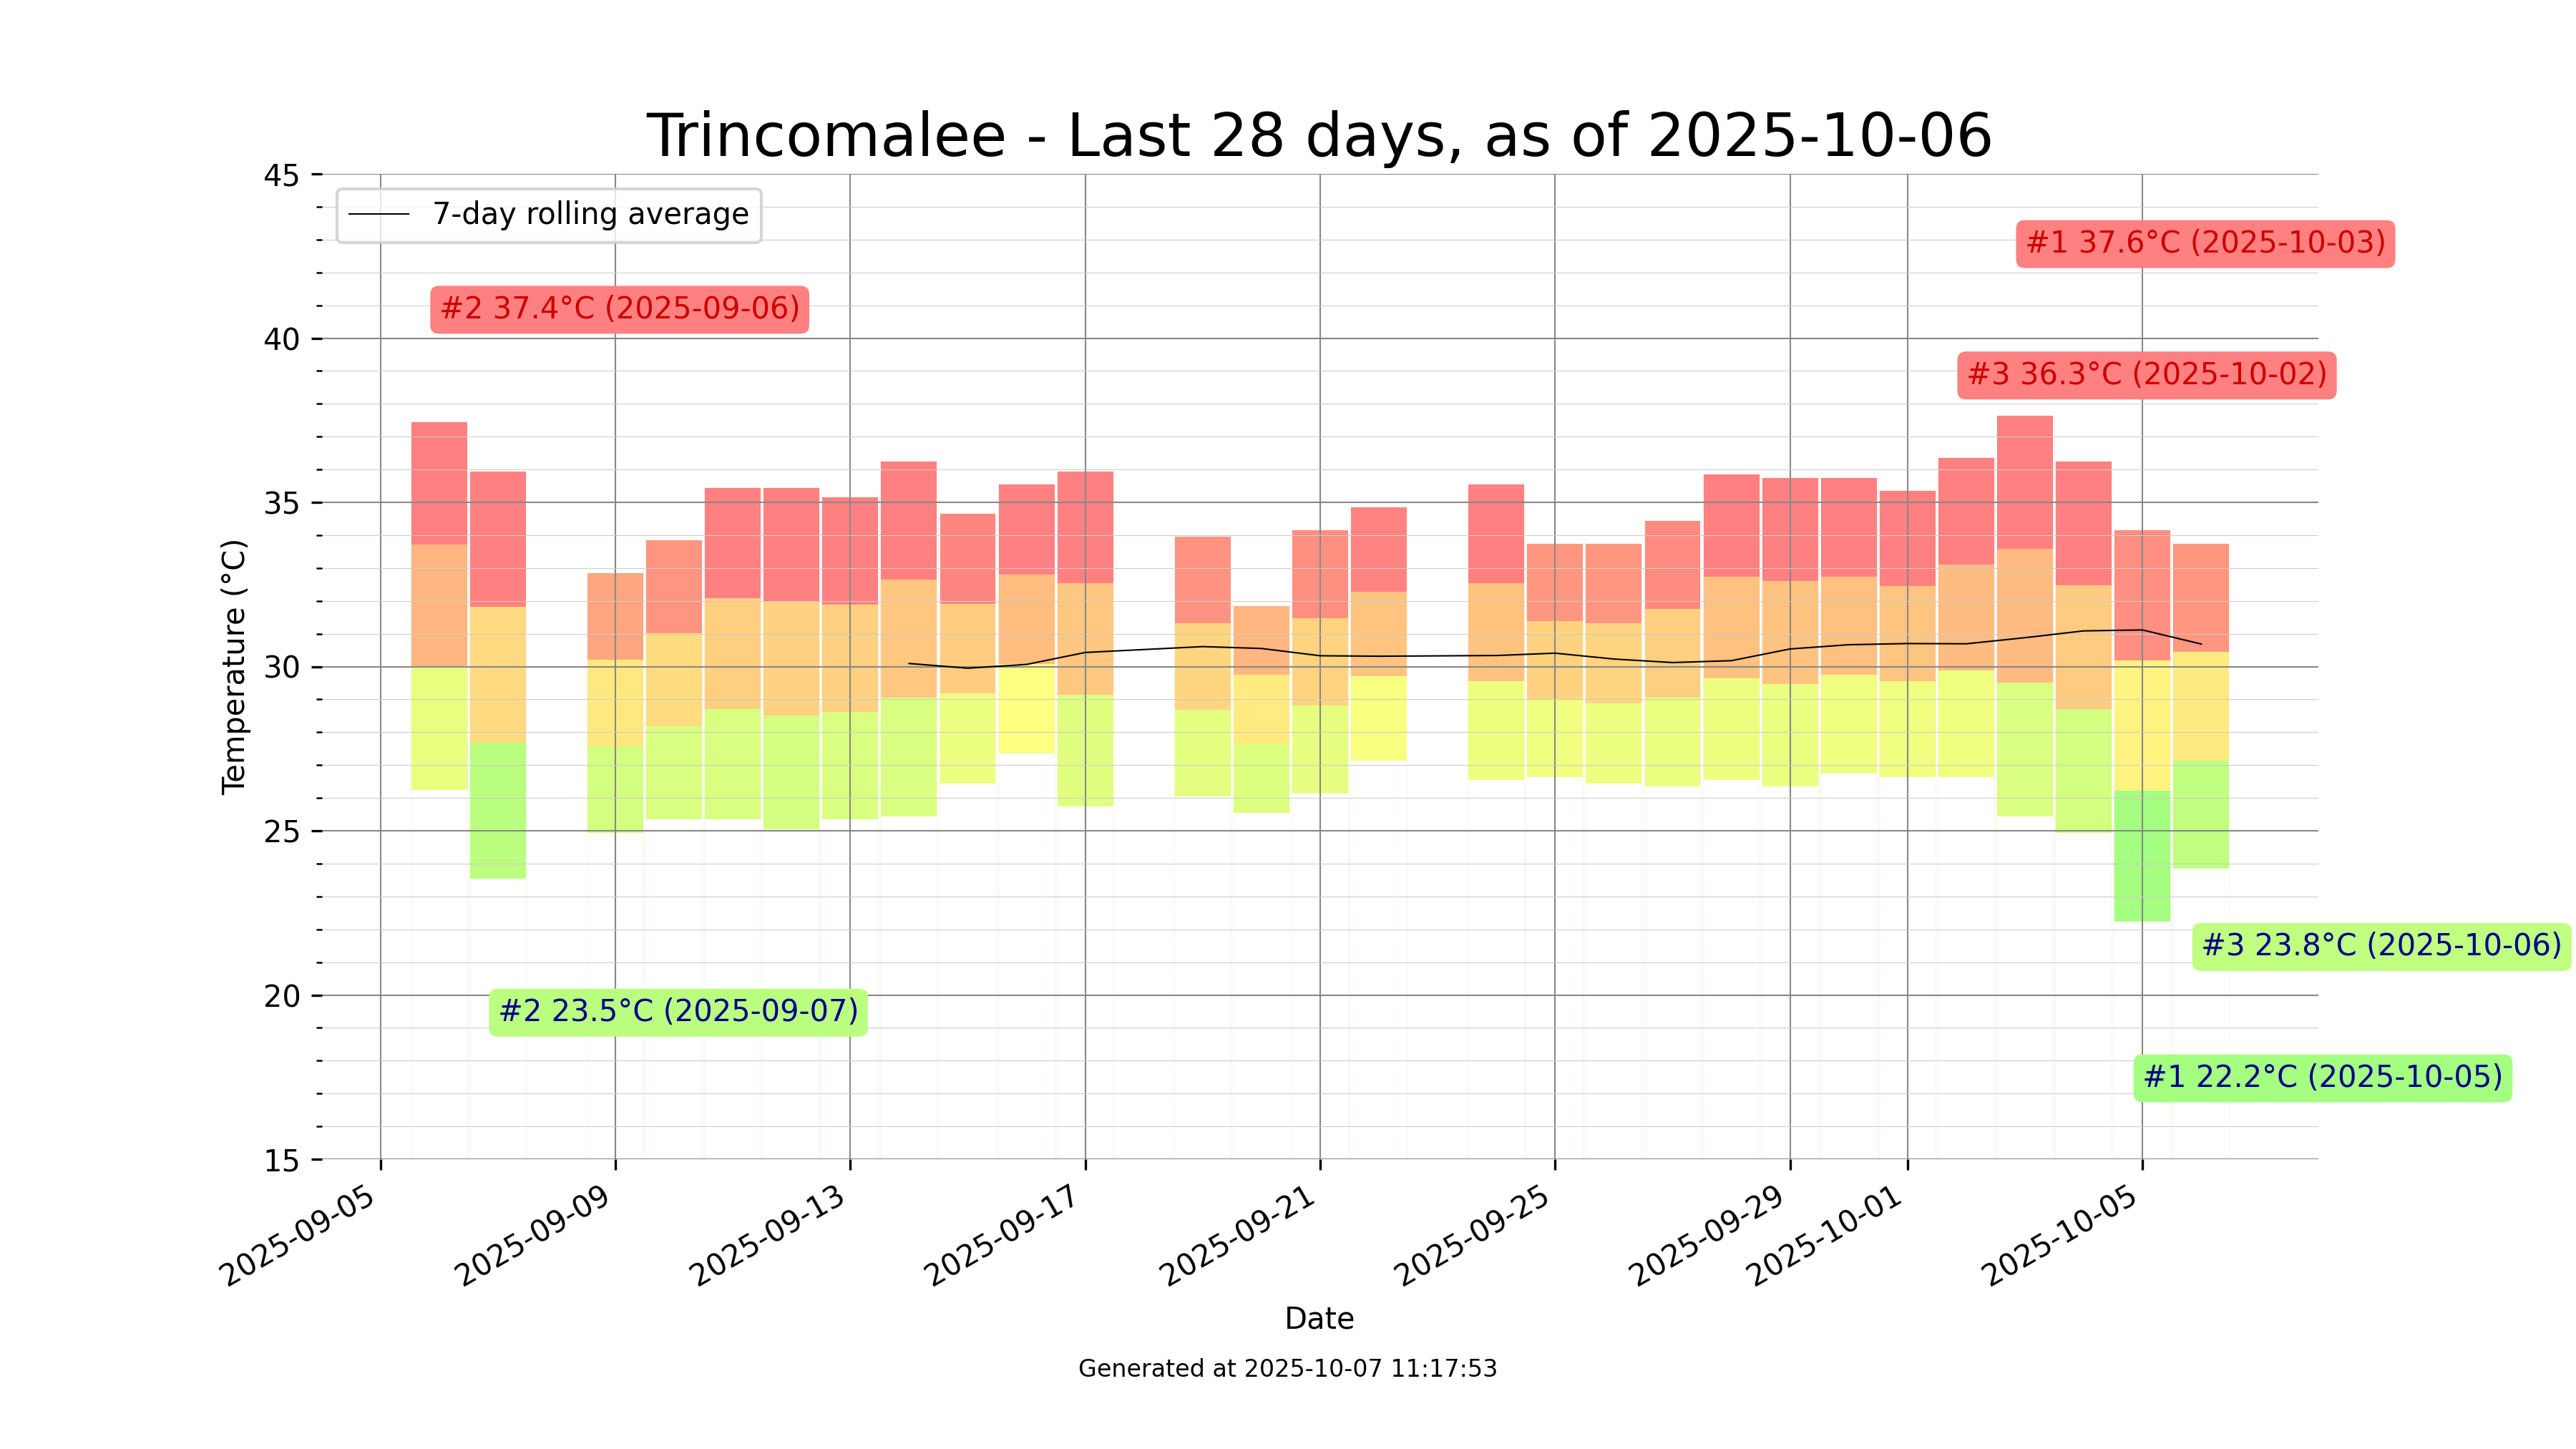 Trincomalee - Last 28 days, as of 2025-10-06
45
7-day rolling average
#1 37.6°C (2025-10-03)
#2 37.4°C (2025-09-06)
40
#3 36.3°C (2025-10-02)
35
Temperature (°C)
30
25
#3 23.8°C (2025-10-06)
20
#2 23.5°C (2025-09-07)
#1 22.2°C (2025-10-05)
15
2025-09-05
2025-09-09
2025-09-13
2025-09-17
2025-09-21
2025-09-25
2025-09-29
2025-10-01
2025-10-05
Date
Generated at 2025-10-07 11:17:53